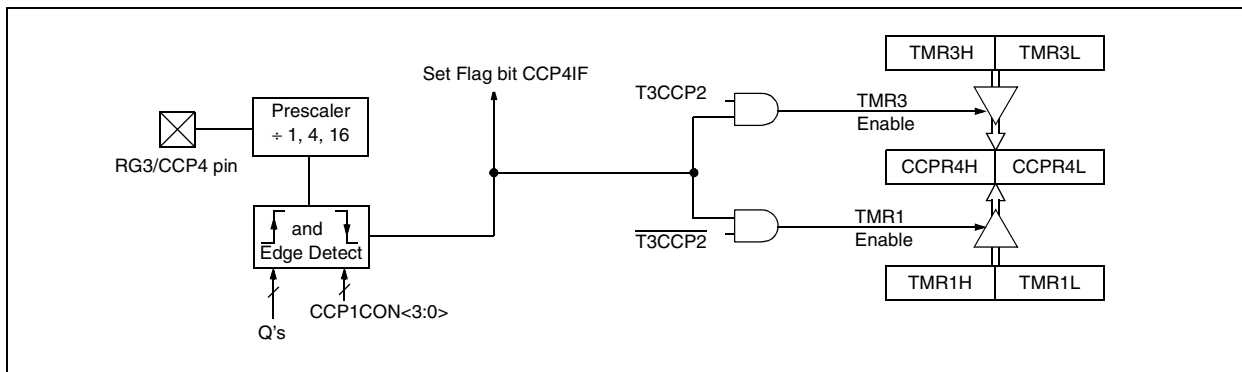 TMR3H TMR3L
Set Flag bit CCP4IF
T3CCP2
TMR3
Enable
Prescaler
÷ 1, 4, 16
RG3/CCP4 pin
CCPR4H CCPR4L
and
Edge Detect
TMR1
Enable
T3CCP2
TMR1H TMR1L
CCP1CON<3:0>
Q's